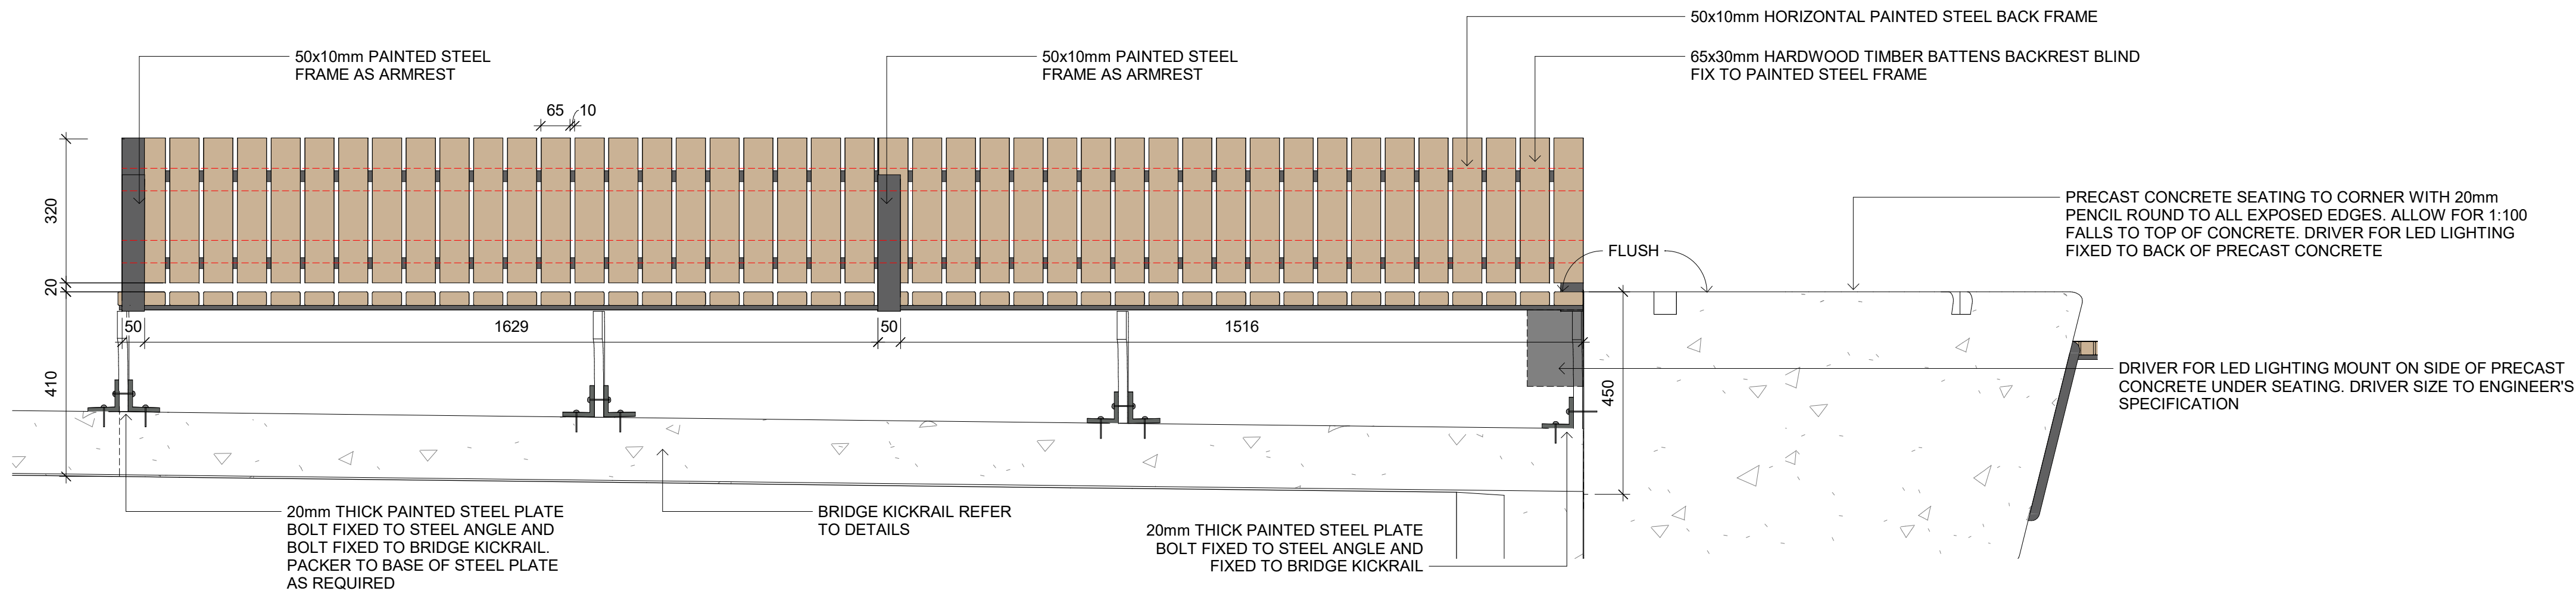 50x10mm HORIZONTAL PAINTED STEEL BACK FRAME
50x10mm PAINTED STEEL
FRAME AS ARMREST
50x10mm PAINTED STEEL
FRAME AS ARMREST
65x30mm HARDWOOD TIMBER BATTENS BACKREST BLIND
FIX TO PAINTED STEEL FRAME
65
10
320
20
410
PRECAST CONCRETE SEATING TO CORNER WITH 20mm
PENCIL ROUND TO ALL EXPOSED EDGES. ALLOW FOR 1:100
FALLS TO TOP OF CONCRETE. DRIVER FOR LED LIGHTING
FIXED TO BACK OF PRECAST CONCRETE
FLUSH
50
1629
50
1516
450
DRIVER FOR LED LIGHTING MOUNT ON SIDE OF PRECAST
CONCRETE UNDER SEATING. DRIVER SIZE TO ENGINEER'S
SPECIFICATION
20mm THICK PAINTED STEEL PLATE
BOLT FIXED TO STEEL ANGLE AND
BOLT FIXED TO BRIDGE KICKRAIL.
PACKER TO BASE OF STEEL PLATE
AS REQUIRED
BRIDGE KICKRAIL REFER
TO DETAILS
20mm THICK PAINTED STEEL PLATE
BOLT FIXED TO STEEL ANGLE AND
FIXED TO BRIDGE KICKRAIL